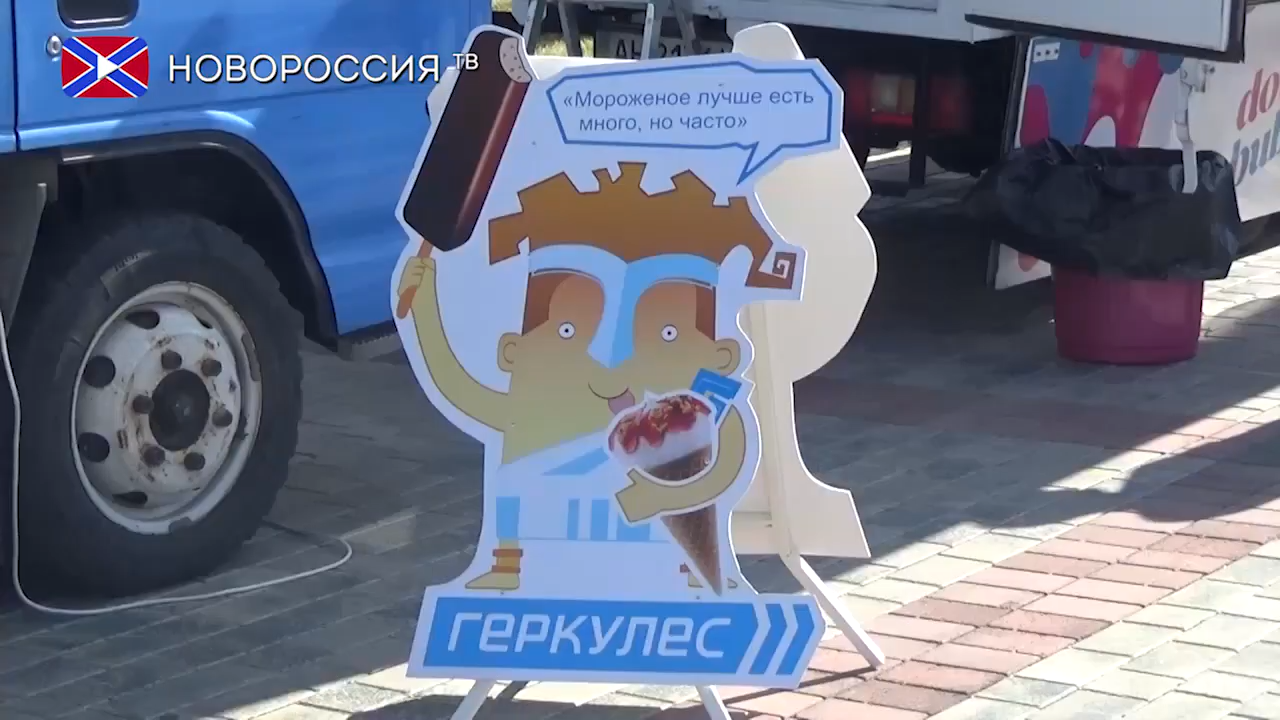 НОВОРОССИЯ ТВ
«Мороженое лучше есть
много, но часто»
ГЕРКУЛЕС